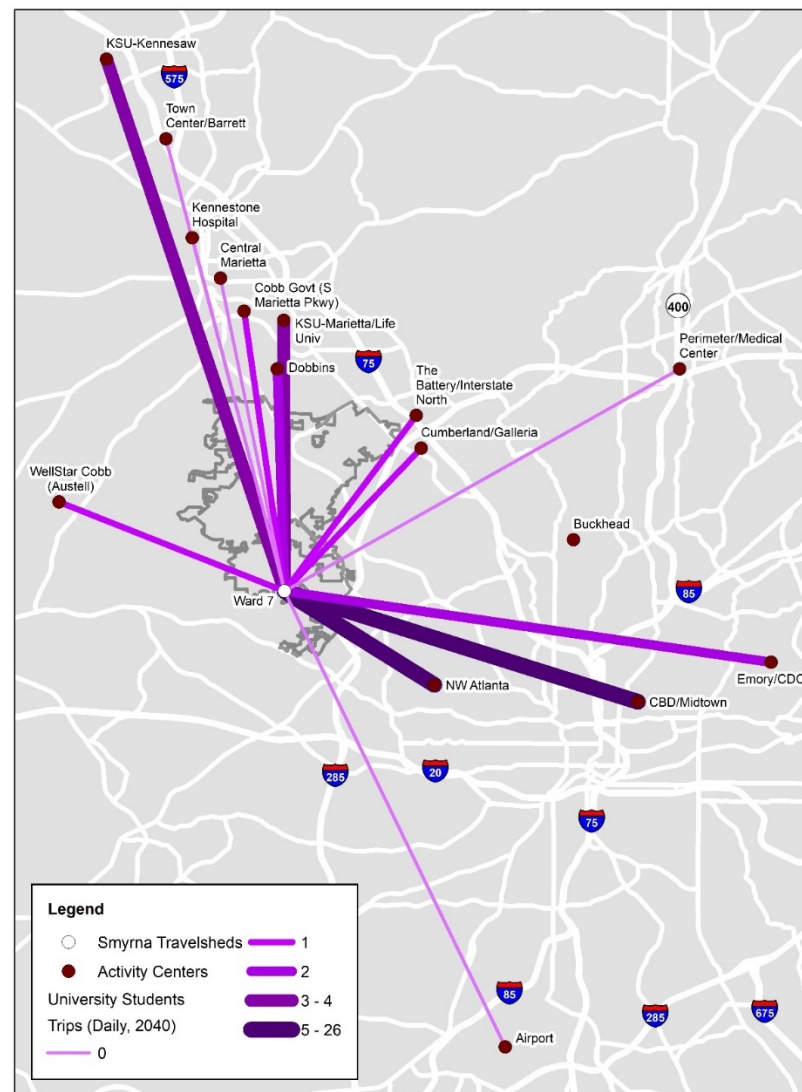 KSU-Kennesaw
575
Town
Center/Barrett
Kennestone
Hospital
Central
Marietta
Cobb Govt (S
Marietta Pkwy)
KSU-Marietta/Life
Univ
400
Perimeter/Medical
Center
75
Dobbins
The
Battery/Interstate
North
Cumberland/Galleria
WellStar Cobb
(Austell)
Buckhead
85
Ward 7
Emory/CDC
NW Atlanta
CBD/Midtown
285
20
75
Legend
Smyrna Travelsheds
Activity Centers
University Students
Trips (Daily, 2040)
0
1
2
3 - 4
5 - 26
85
285
675
Airport